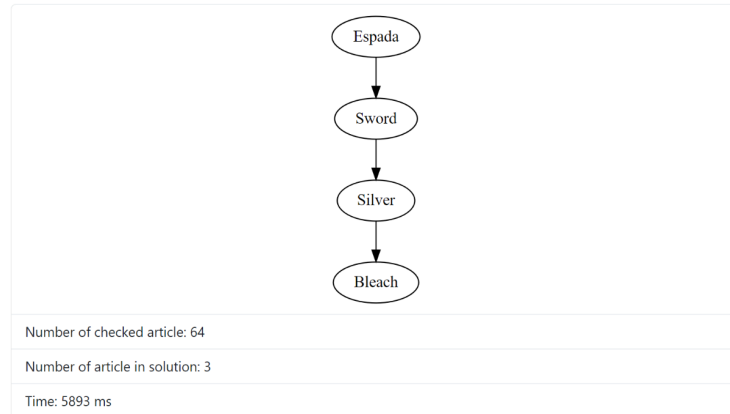 Espada
Sword
Silver
Bleach
Number of checked article: 64
Number of article in solution: 3
Time: 5893 ms